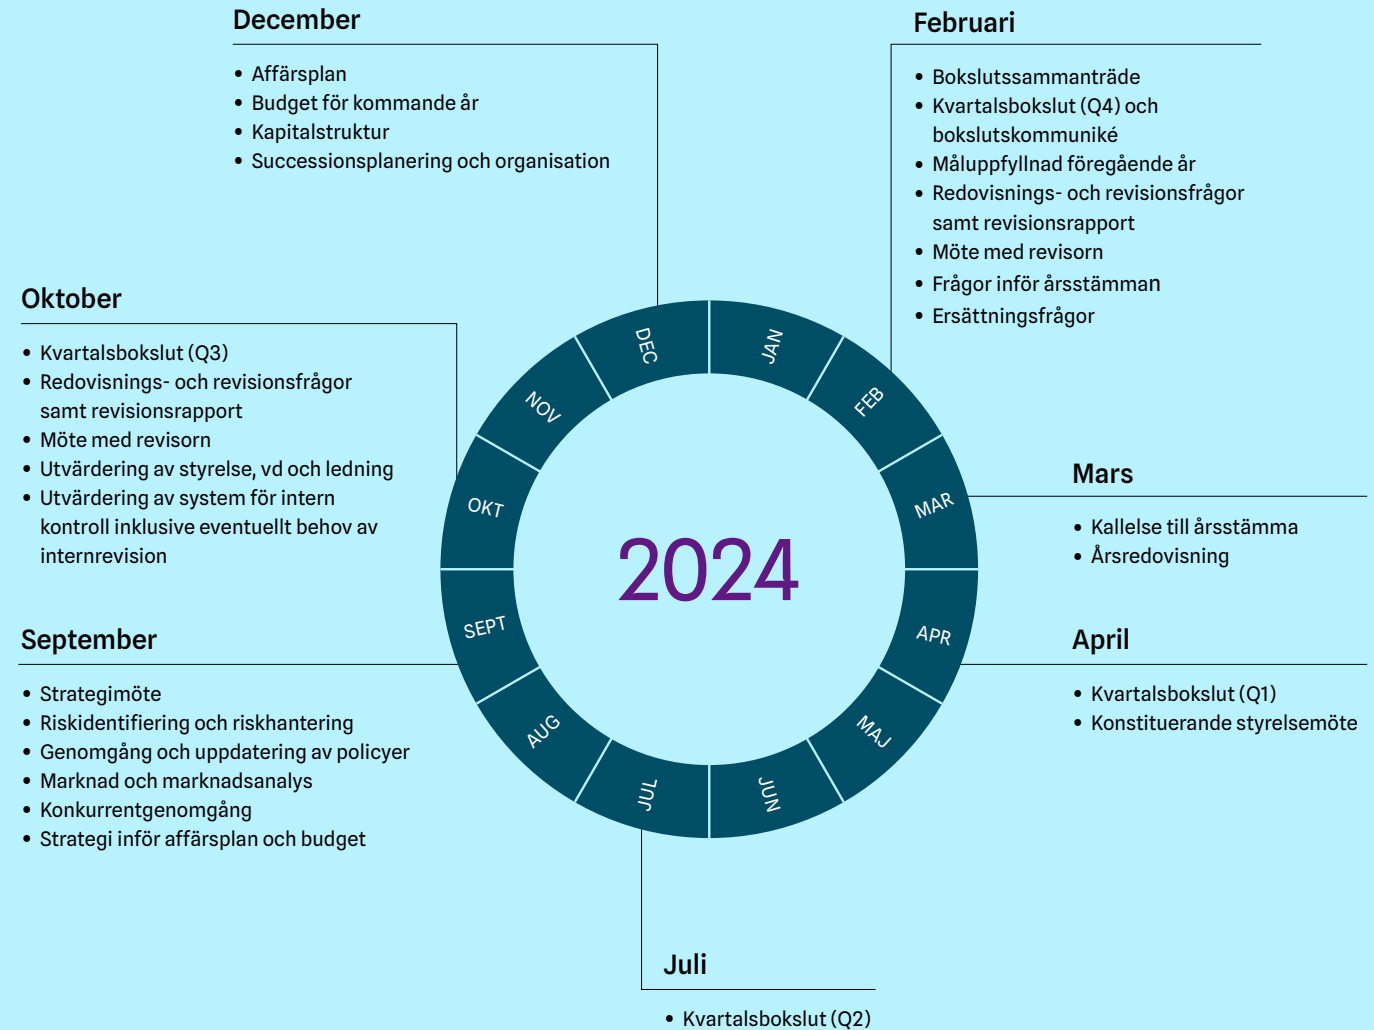 December
• Affärsplan
• Budget för kommande år
• Kapitalstruktur
• Successionsplanering och organisation
Februari
• Bokslutssammanträde
• Kvartalsbokslut (Q4) och
bokslutskommuniké
• Måluppfyllnad föregående år
• Redovisnings- och revisionsfrågor
samt revisionsrapport
• Möte med revisorn
• Frågor inför årsstämman
• Ersättningsfrågor
Oktober
• Kvartalsbokslut (Q3)
• Redovisnings- och revisionsfrågor
samt revisionsrapport
• Möte med revisorn
• Utvärdering av styrelse, vd och ledning
• Utvärdering av system för intern
kontroll inklusive eventuellt behov av
internrevision
Mars
• Kallelse till årsstämma
• Årsredovisning
September
• Strategimöte
• Riskidentifiering och riskhantering
• Genomgång och uppdatering av policyer
• Marknad och marknadsanalys
• Konkurrentgenomgång
• Strategi inför affärsplan och budget
April
• Kvartalsbokslut (Q1)
• Konstituerande styrelsemöte
Juli
• Kvartalsbokslut (Q2)
2024
JAN
FEB
MAR
APR
MAJ
JUN
JUL
AUG
SEPT
OKT
NOV
DEC